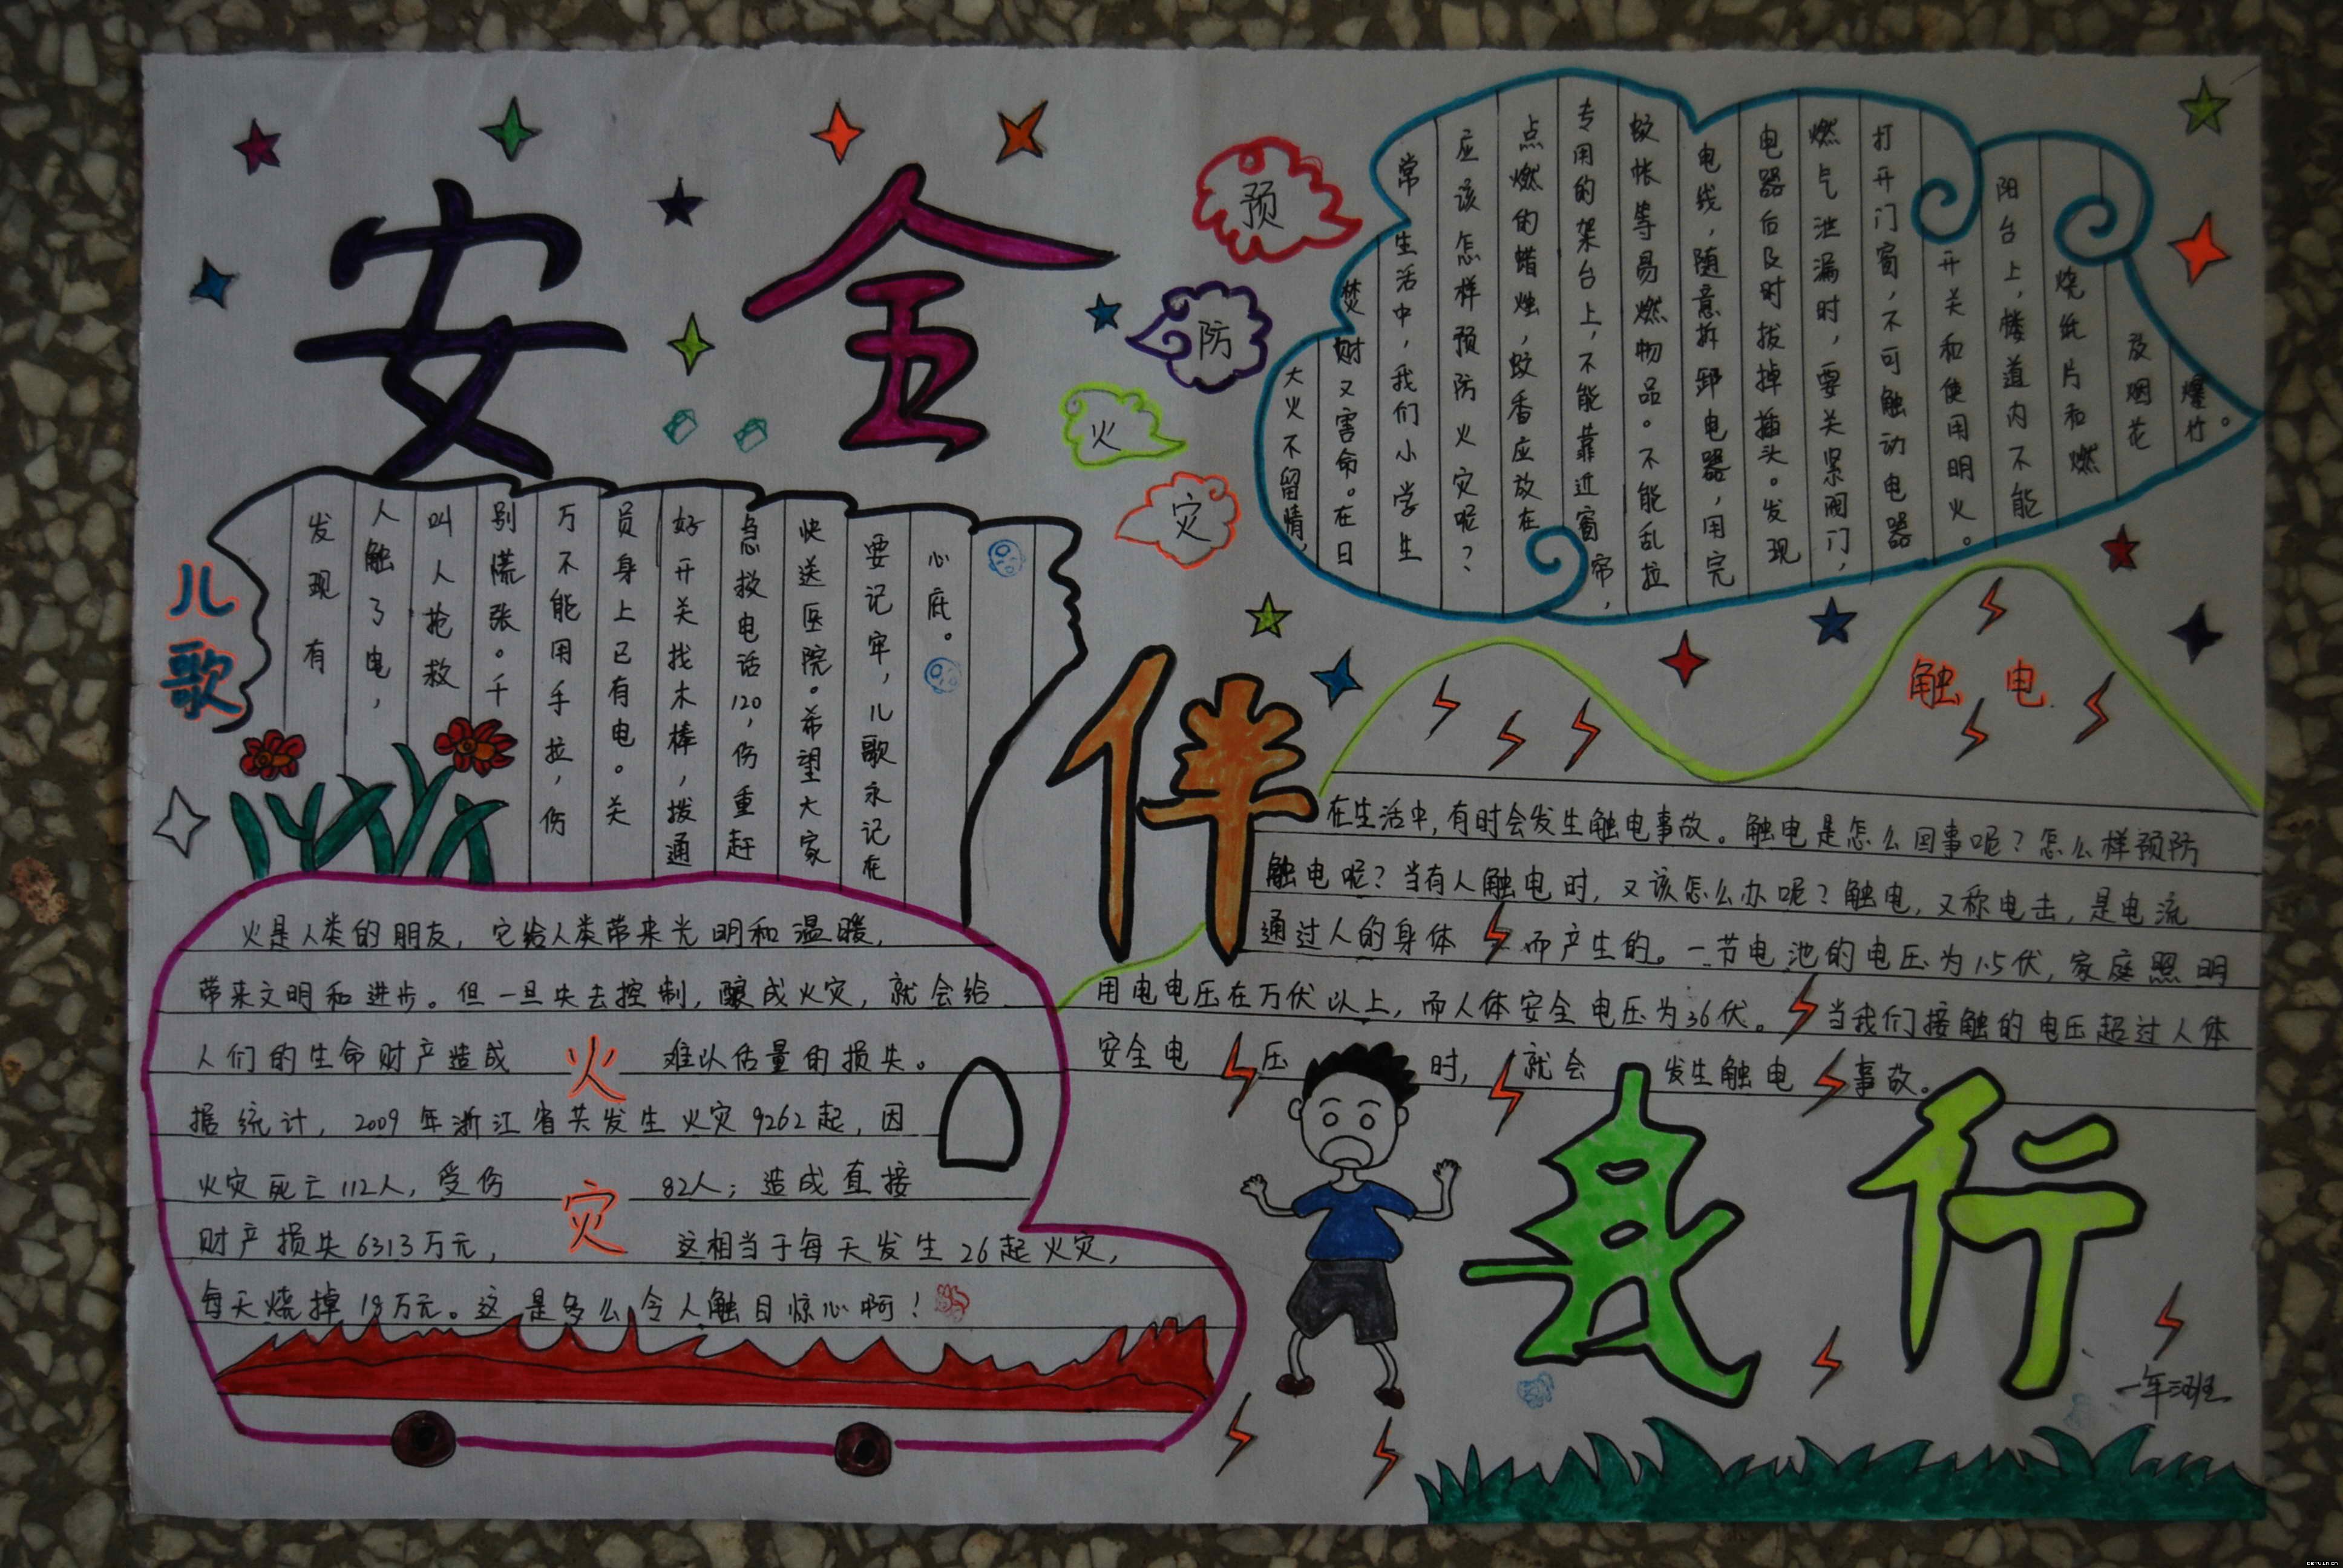 安全
伴
我行
预
防
火
灾
大火不留情，
焚财又害命。在日
常生活中，我们小学生
应该怎样预防火灾呢？
点燃的蜡烛，蚊香应放在
专用的架台上，不能靠近窗帘，
蚊帐等易燃物品。不能乱拉
电线，随意拆卸电器，用完
电器后及时拔掉插头。发现
燃气泄漏时，要关紧阀门，
打开门窗，不可触动电器
开关和使用明火。
阳台上，楼道内不能
烧纸片和燃
及烟花
爆竹。
儿歌
发现有
人触了电，
叫人抢救
别慌张。千
万不能用手拉，伤
员身上已有电。关
好开关找木棒，拨通
急救电话120，伤重赶
快送医院。希望大家
要记牢，儿歌永记在
心底。
触电
在生活中，有时会发生触电事故。触电是怎么回事呢？怎么样预防
触电呢？当有人触电时，又该怎么办呢？触电，又称电击，是电流
通过人的身体而产生的。一节电池的电压为1.5伏，家庭照明
用电电压在万伏以上，而人体安全电压为36伏。当我们接触的电压超过人体
安全电压时，就会发生触电事故。
火灾
火是人类的朋友，它给人类带来光明和温暖，
带来文明和进步。但一旦失去控制，酿成火灾，就会给
人们的生命财产造成难以估量的损失。
据统计，2009年浙江省共发生火灾9262起，因
火灾死亡112人，受伤82人；造成直接
财产损失6313万元，这相当于每天发生26起火灾，
每天烧掉18万元。这是多么令人触目惊心啊！
DEYU.LN.CN